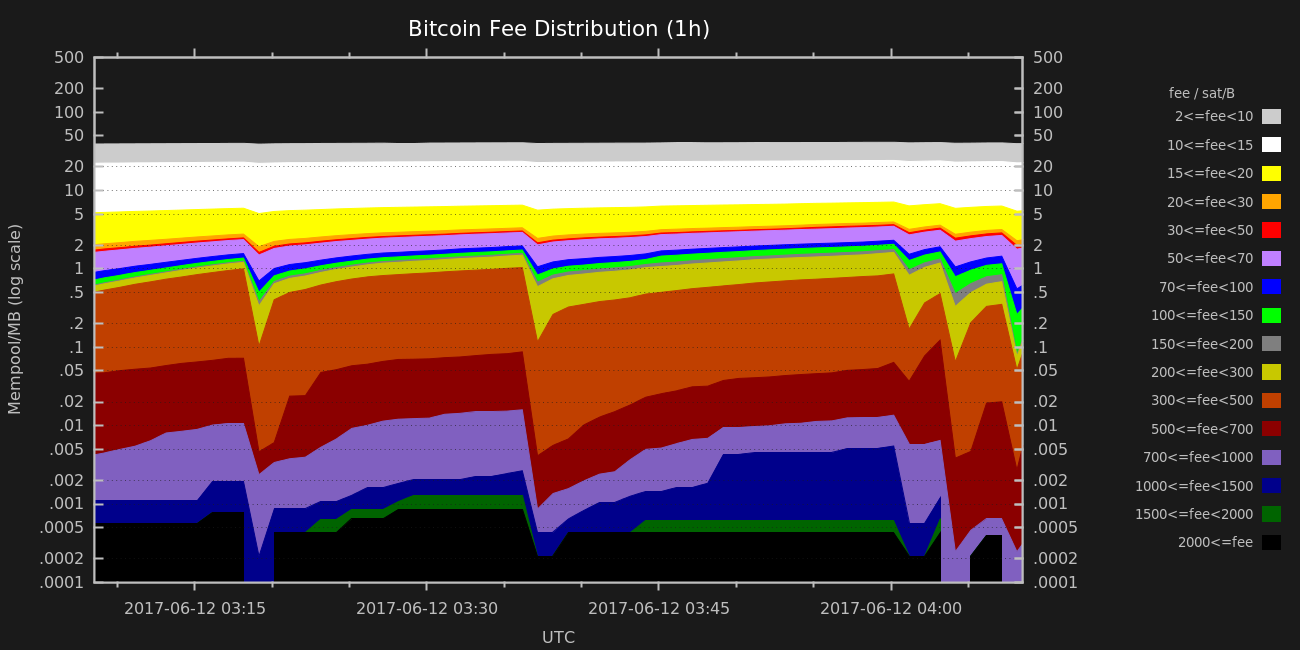 Bitcoin Fee Distribution (1h)
Mempool/MB (log scale)
500 500
200 200
100 100
50 50
20 20
10 10
5 5
2 2
1 1
.5 .5
.2 .2
.1 .1
.05 .05
.02 .02
.01 .01
.005 .005
.002 .002
.001 .001
.0005 .0005
.0002 .0002
.0001 .0001
2017-06-12 03:15 2017-06-12 03:30 2017-06-12 03:45 2017-06-12 04:00
UTC
fee / sat/B
2<=fee<10
10<=fee<15
15<=fee<20
20<=fee<30
30<=fee<50
50<=fee<70
70<=fee<100
100<=fee<150
150<=fee<200
200<=fee<300
300<=fee<500
500<=fee<700
700<=fee<1000
1000<=fee<1500
1500<=fee<2000
2000<=fee